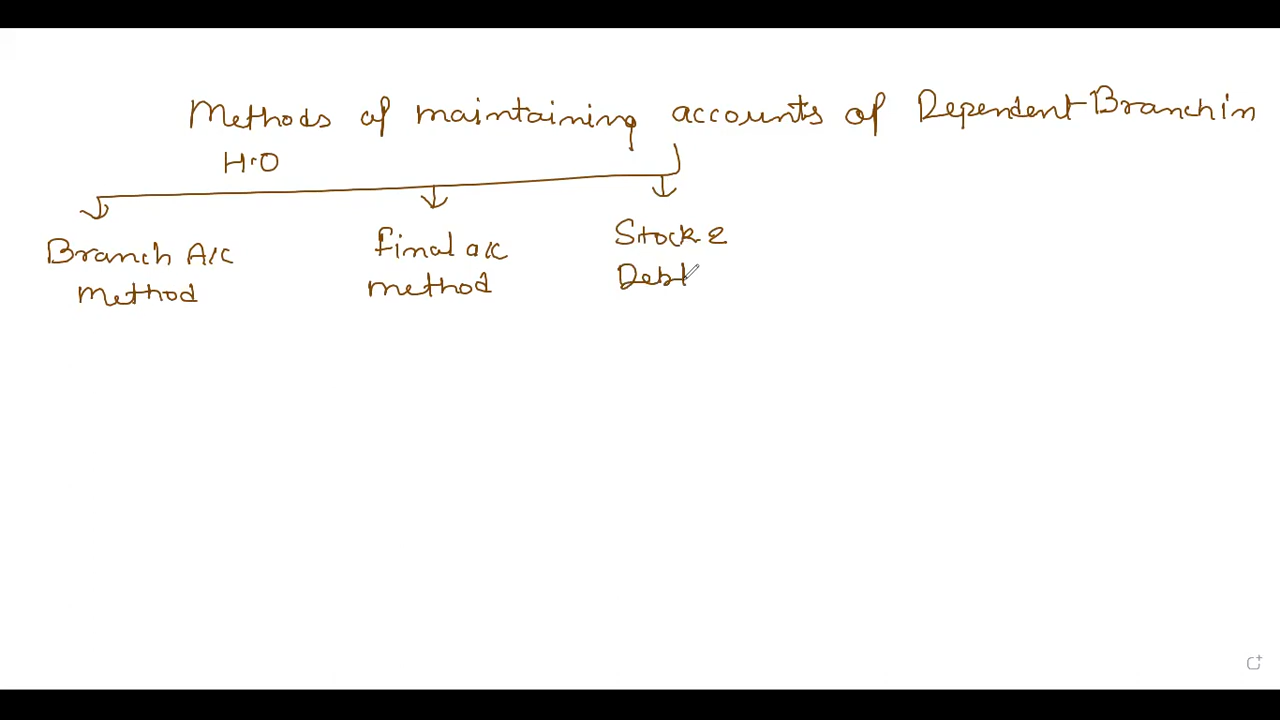 Methods of maintaining accounts of Dependent Branch in
H.O
Branch A/C
method
final a/c
method
Stock &
Debt